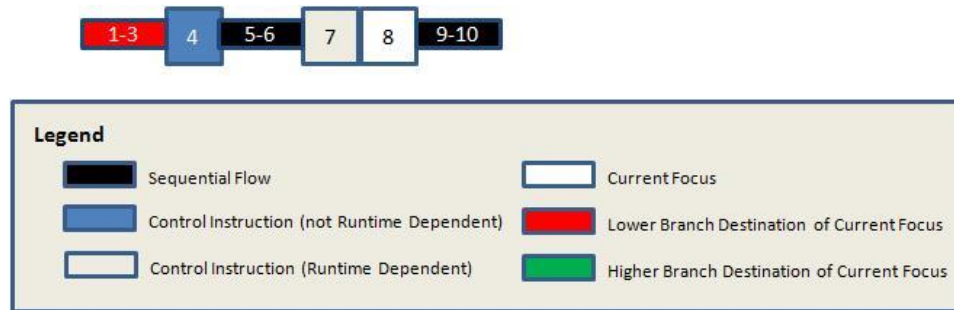 1-3 4 5-6 7 8 9-10
Legend
Sequential Flow
Current Focus
Control Instruction (not Runtime Dependent)
Lower Branch Destination of Current Focus
Control Instruction (Runtime Dependent)
Higher Branch Destination of Current Focus